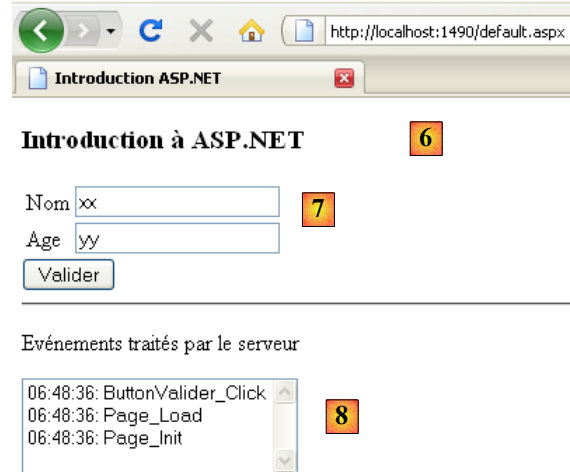 http://localhost:1490/default.aspx
Introduction ASP.NET
Introduction à ASP.NET
6
Nom xx
7
Age yy
Valider
Evénements traités par le serveur
06:48:36: ButtonValider_Click
06:48:36: Page_Load
8
06:48:36: Page_Init